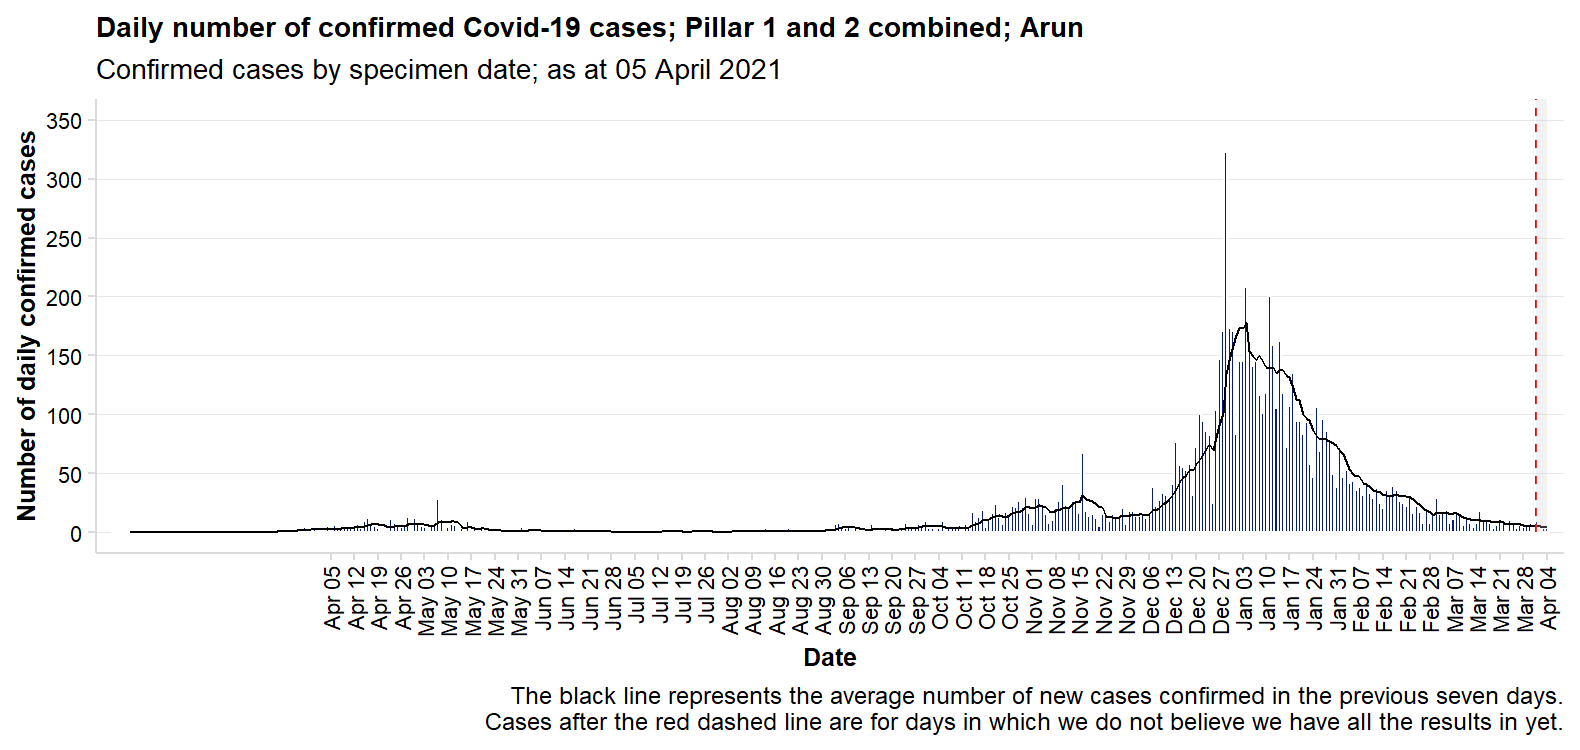 Daily number of confirmed Covid-19 cases; Pillar 1 and 2 combined; Arun
Confirmed cases by specimen date; as at 05 April 2021
Number of daily confirmed cases
350
300
250
200
150
100
50
0
Apr 05
Apr 12
Apr 19
Apr 26
May 03
May 10
May 17
May 24
May 31
Jun 07
Jun 14
Jun 21
Jun 28
Jul 05
Jul 12
Jul 19
Jul 26
Aug 02
Aug 09
Aug 16
Aug 23
Aug 30
Sep 06
Sep 13
Sep 20
Sep 27
Oct 04
Oct 11
Oct 18
Oct 25
Nov 01
Nov 08
Nov 15
Nov 22
Nov 29
Dec 06
Dec 13
Dec 20
Dec 27
Jan 03
Jan 10
Jan 17
Jan 24
Jan 31
Feb 07
Feb 14
Feb 21
Feb 28
Mar 07
Mar 14
Mar 21
Mar 28
Apr 04
Date
The black line represents the average number of new cases confirmed in the previous seven days.
Cases after the red dashed line are for days in which we do not believe we have all the results in yet.